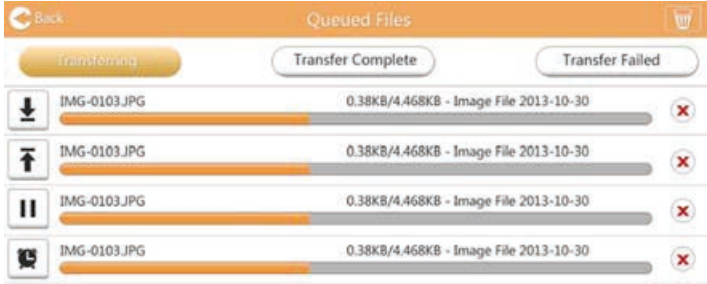 Back
Queued Files
Transferring
Transfer Complete
Transfer Failed
IMG-0103.JPG
0.38KB/4.468KB - Image File 2013-10-30
IMG-0103.JPG
0.38KB/4.468KB - Image File 2013-10-30
IMG-0103.JPG
0.38KB/4.468KB - Image File 2013-10-30
IMG-0103.JPG
0.38KB/4.468KB - Image File 2013-10-30